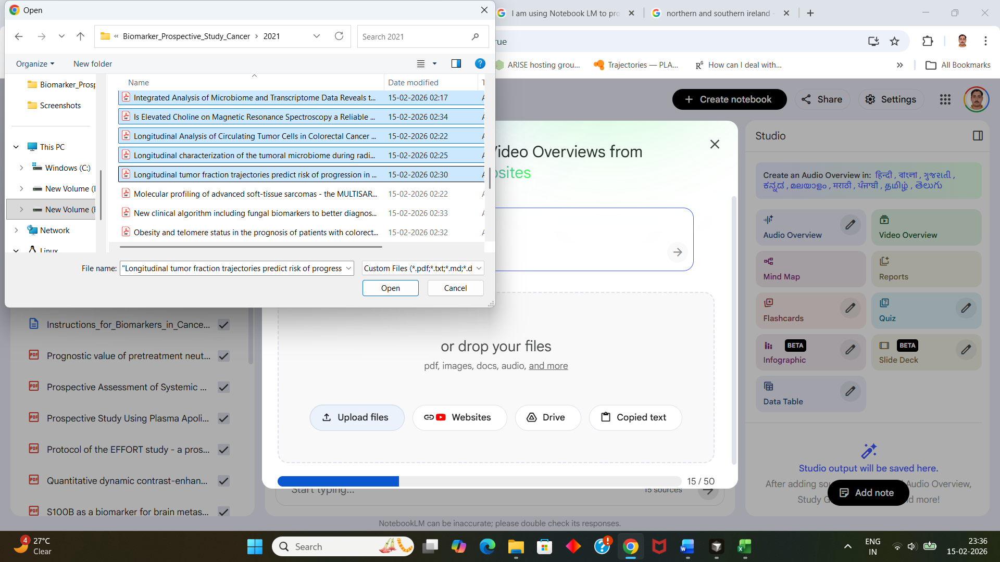 Open
I am using Notebook LM to pro
northern and southern ireland -
« Biomarker_Prospective_Study_Cancer > 2021
Search 2021
rue
Organize
New folder
ARISE hosting grou...
Trajectories — PLA...
How can I deal with...
»
All Bookmarks
Biomarker_Prosp
Screenshots
This PC
Windows (C:)
New Volume (
New Volume (
Network
Linux
Name
Date modified
Integrated Analysis of Microbiome and Transcriptome Data Reveals t...
15-02-2026 02:17
Is Elevated Choline on Magnetic Resonance Spectroscopy a Reliable ...
15-02-2026 02:34
Longitudinal Analysis of Circulating Tumor Cells in Colorectal Cancer ...
15-02-2026 02:22
Longitudinal characterization of the tumoral microbiome during radi...
15-02-2026 02:25
Longitudinal tumor fraction trajectories predict risk of progression in ...
15-02-2026 02:30
Molecular profiling of advanced soft-tissue sarcomas - the MULTISAR...
15-02-2026 02:22
New clinical algorithm including fungal biomarkers to better diagnos...
15-02-2026 02:33
Obesity and telomere status in the prognosis of patients with colorect...
15-02-2026 02:32
File name:
"Longitudinal tumor fraction trajectories predict risk of progress
Custom Files (*.pdf;*.txt;*.md;*.d
Open
Cancel
Create notebook
Share
Settings
Video Overviews from
sites
or drop your files
pdf, images, docs, audio, and more
Upload files
Websites
Drive
Copied text
15 / 50
Start typing...
15 sources
NotebookLM can be inaccurate; please double check its responses.
Instructions_for_Biomarkers_in_Cance...
Prognostic value of pretreatment neut...
Prospective Assessment of Systemic ...
Prospective Study Using Plasma Apoli...
Protocol of the EFFORT study - a pros...
Quantitative dynamic contrast-enhan...
S100B as a biomarker for brain metas...
Studio
Create an Audio Overview in: हिन्दी , বাংলা , ગુજરાતી ,
ಕನ್ನಡ , മലയാളം , मराठी , ਪੰਜਾਬੀ , தமிழ் , తెలుగు
Audio Overview
Video Overview
Mind Map
Reports
Flashcards
Quiz
BETA
Infographic
BETA
Slide Deck
Data Table
Studio output will be saved here.
After adding so
Audio Overview,
Study G
d more!
Add note
4
27°C
Clear
Search
ENG
IN
23:36
15-02-2026